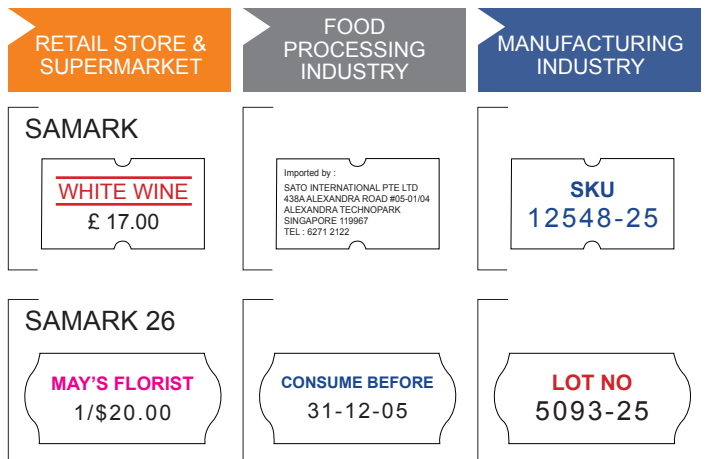 RETAIL STORE &
SUPERMARKET
FOOD
PROCESSING
INDUSTRY
MANUFACTURING
INDUSTRY
SAMARK
WHITE WINE
£ 17.00
Imported by :
SATO INTERNATIONAL PTE LTD
438A ALEXANDRA ROAD #05-01/04
ALEXANDRA TECHNOPARK
SINGAPORE 119967
TEL : 6271 2122
SKU
12548-25
SAMARK 26
MAY'S FLORIST
1/$20.00
CONSUME BEFORE
31-12-05
LOT NO
5093-25